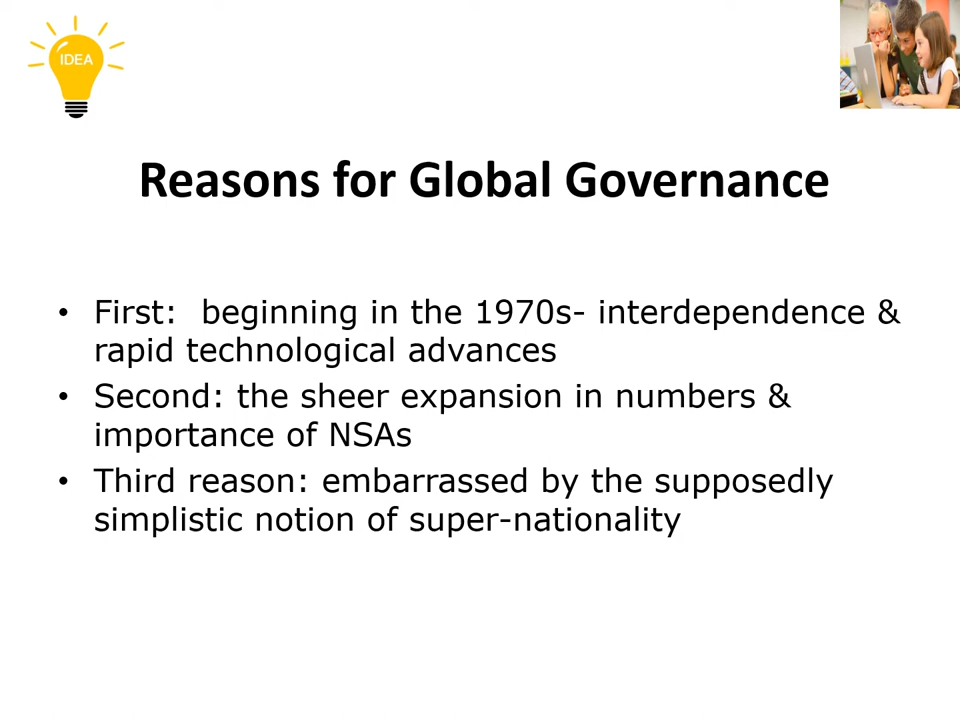 IDEA
Reasons for Global Governance
• First:  beginning in the 1970s- interdependence &
rapid technological advances
• Second: the sheer expansion in numbers &
importance of NSAs
• Third reason: embarrassed by the supposedly
simplistic notion of super-nationality